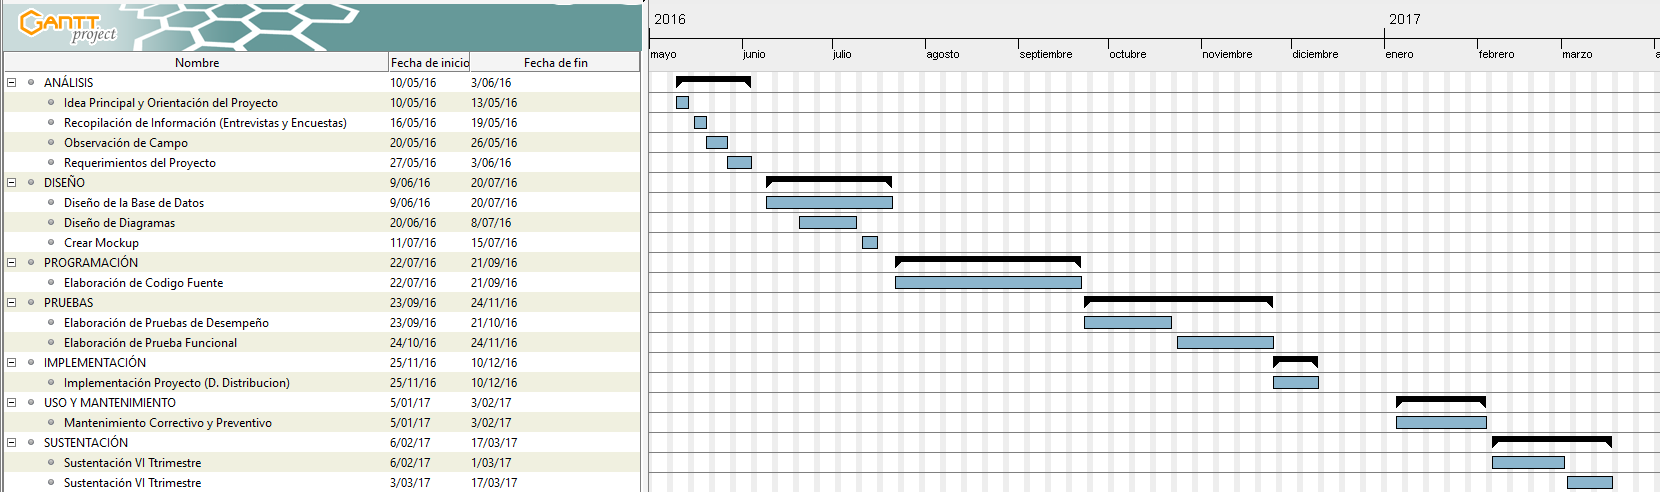 GANTT
project
2016 2017
mayo junio julio agosto septiembre octubre noviembre diciembre enero febrero marzo a
Nombre Fecha de inicio Fecha de fin
ANÁLISIS 10/05/16 3/06/16
Idea Principal y Orientación del Proyecto 10/05/16 13/05/16
Recopilación de Información (Entrevistas y Encuestas) 16/05/16 19/05/16
Observación de Campo 20/05/16 26/05/16
Requerimientos del Proyecto 27/05/16 3/06/16
DISEÑO 9/06/16 20/07/16
Diseño de la Base de Datos 9/06/16 20/07/16
Diseño de Diagramas 20/06/16 8/07/16
Crear Mockup 11/07/16 15/07/16
PROGRAMACIÓN 22/07/16 21/09/16
Elaboración de Codigo Fuente 22/07/16 21/09/16
PRUEBAS 23/09/16 24/11/16
Elaboración de Pruebas de Desempeño 23/09/16 21/10/16
Elaboración de Prueba Funcional 24/10/16 24/11/16
IMPLEMENTACIÓN 25/11/16 10/12/16
Implementación Proyecto (D. Distribucion) 25/11/16 10/12/16
USO Y MANTENIMIENTO 5/01/17 3/02/17
Mantenimiento Correctivo y Preventivo 5/01/17 3/02/17
SUSTENTACIÓN 6/02/17 17/03/17
Sustentación VI Ttrimestre 6/02/17 1/03/17
Sustentación VI Ttrimestre 3/03/17 17/03/17